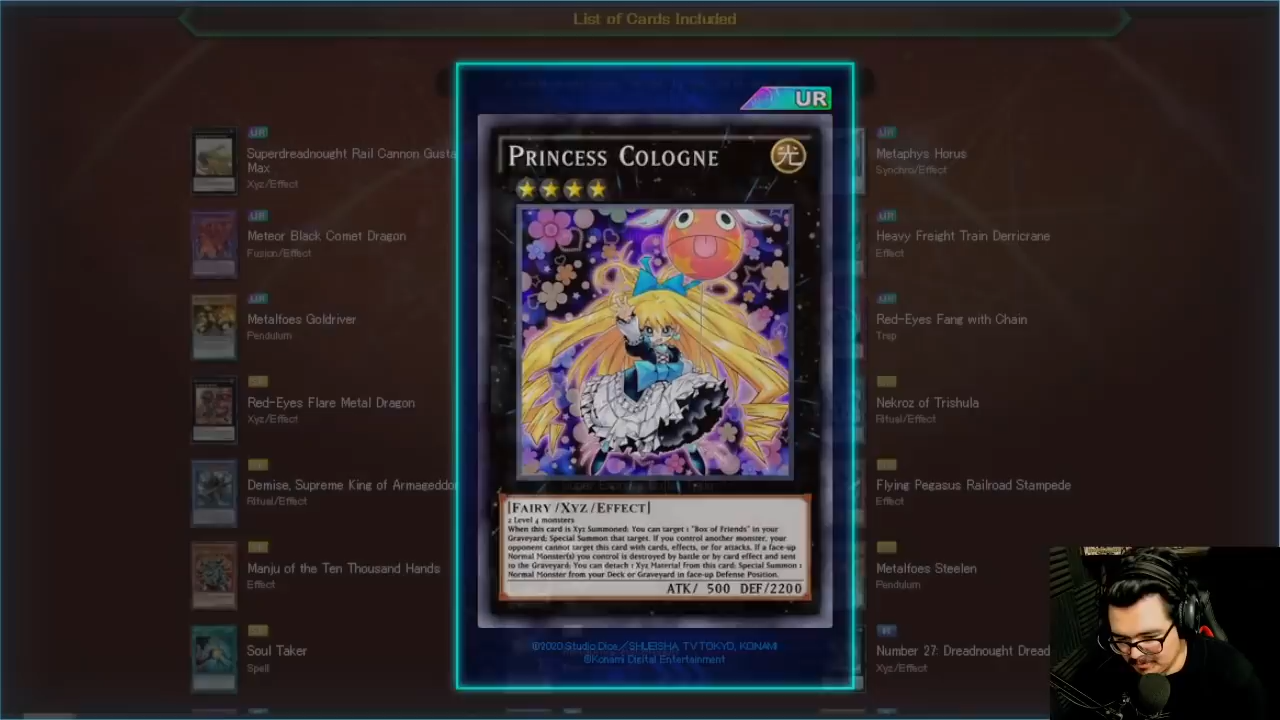 List of Cards Included
UR
Superdreadnought Rail Cannon Gusta
Max
Xyz/Effect
UR
Meteor Black Comet Dragon
Fusion/Effect
UR
Metalfoes Goldriver
Pendulum
Red-Eyes Flare Metal Dragon
Xyz/Effect
Demise, Supreme King of Armageddo
Ritual/Effect
Manju of the Ten Thousand Hands
Effect
Soul Taker
Spell
UR
PRINCESS COLOGNE
光
[FAIRY/XYZ/EFFECT]
2 Level 4 monsters
When this card is Xyz Summoned: You can target 1 "Box of Friends" in your
Graveyard; Special Summon that target. If you control another monster, your
opponent cannot target this card with cards, effects, or for attacks. If a face-up
Normal Monster(s) you control is destroyed by battle or by card effect and sent
to the Graveyard: You can detach 1 Xyz Material from this card; Special Summon 1
Normal Monster from your Deck or Graveyard in face-up Defense Position.
ATK/ 500 DEF/2200
©2020 Studio Dice/SHUEISHA, TV TOKYO, KONAMI
©Konami Digital Entertainment
UR
Metaphys Horus
Synchro/Effect
UR
Heavy Freight Train Derricrane
Effect
UR
Red-Eyes Fang with Chain
Trap
Nekroz of Trishula
Ritual/Effect
Flying Pegasus Railroad Stampede
Effect
Metalfoes Steelen
Pendulum
Number 27: Dreadnought Dread
Xyz/Effect